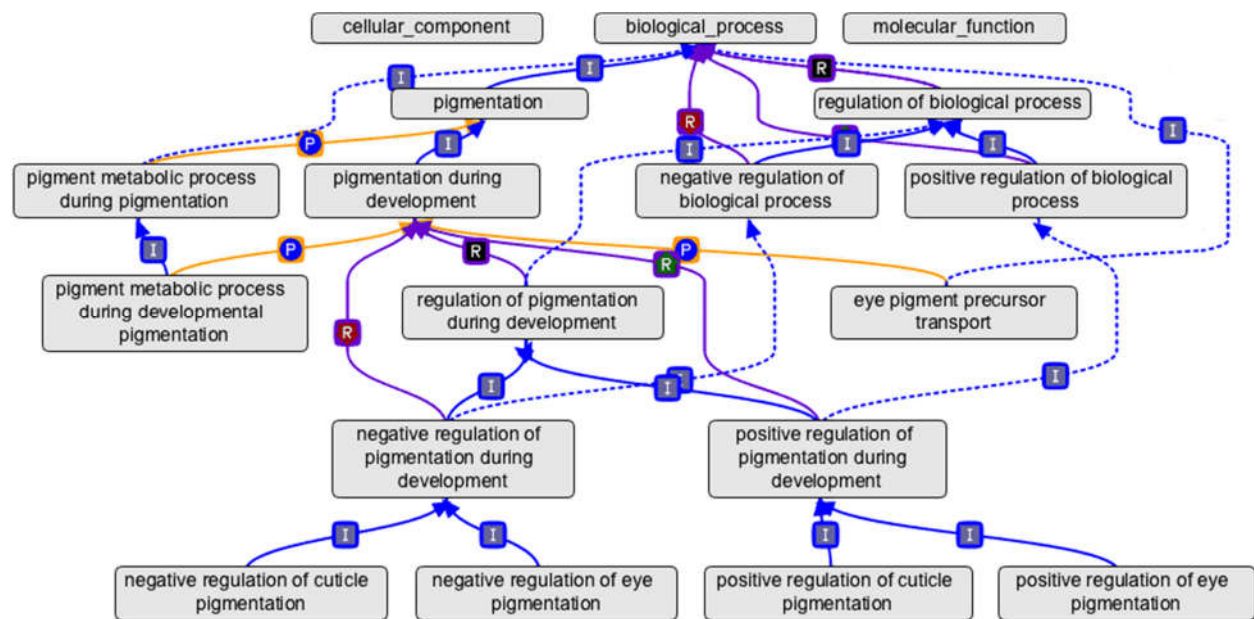 cellular_component
biological_process
molecular_function
I
I
R
pigmentation
regulation of biological process
R
R
I
P
I
I
I
I
pigment metabolic process
during pigmentation
pigmentation during
development
negative regulation of
biological process
positive regulation of biological
process
I
P
R
R
P
pigment metabolic process
during developmental
pigmentation
regulation of pigmentation
during development
eye pigment precursor
transport
R
I
I
I
I
negative regulation of
pigmentation during
development
positive regulation of
pigmentation during
development
I
I
I
I
negative regulation of cuticle
pigmentation
negative regulation of eye
pigmentation
positive regulation of cuticle
pigmentation
positive regulation of eye
pigmentation